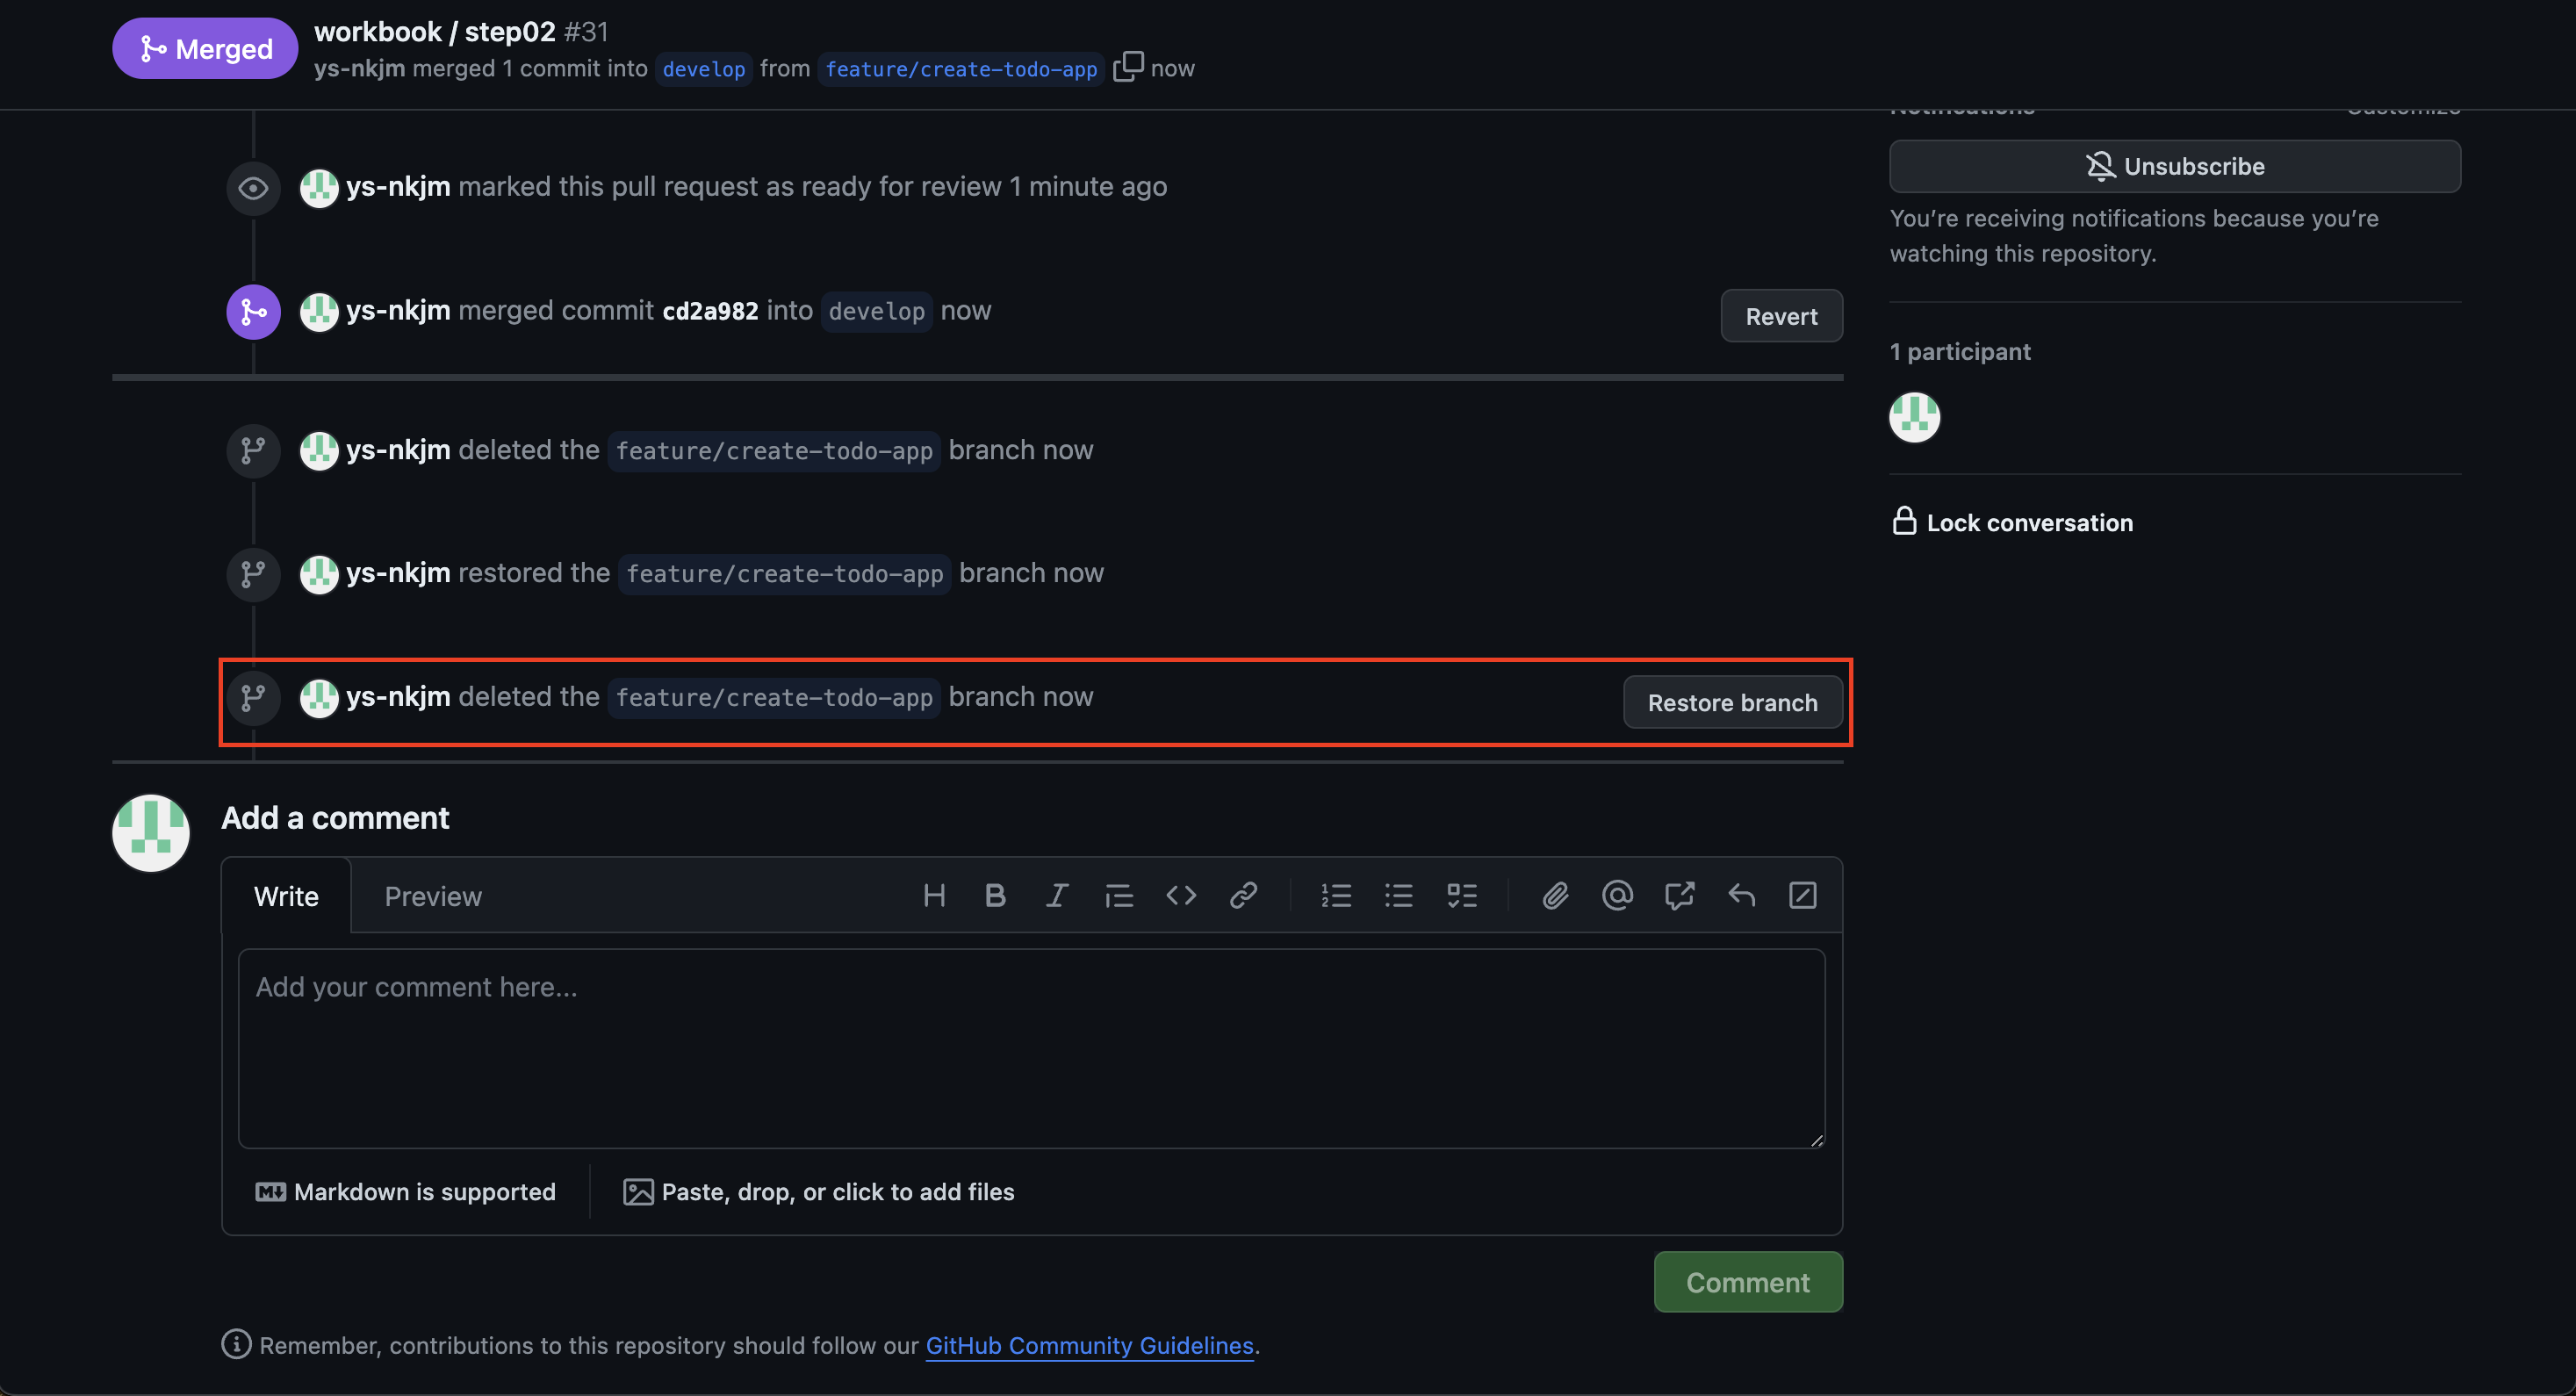 Merged
workbook / step02 #31
ys-nkjm merged 1 commit into develop from feature/create-todo-app now
Notifications
Customize
Unsubscribe
You’re receiving notifications because you’re
watching this repository.
1 participant
Lock conversation
ys-nkjm marked this pull request as ready for review 1 minute ago
ys-nkjm merged commit cd2a982 into develop now
Revert
ys-nkjm deleted the feature/create-todo-app branch now
ys-nkjm restored the feature/create-todo-app branch now
ys-nkjm deleted the feature/create-todo-app branch now
Restore branch
Add a comment
Write
Preview
Add your comment here...
Markdown is supported
Paste, drop, or click to add files
Comment
Remember, contributions to this repository should follow our GitHub Community Guidelines.